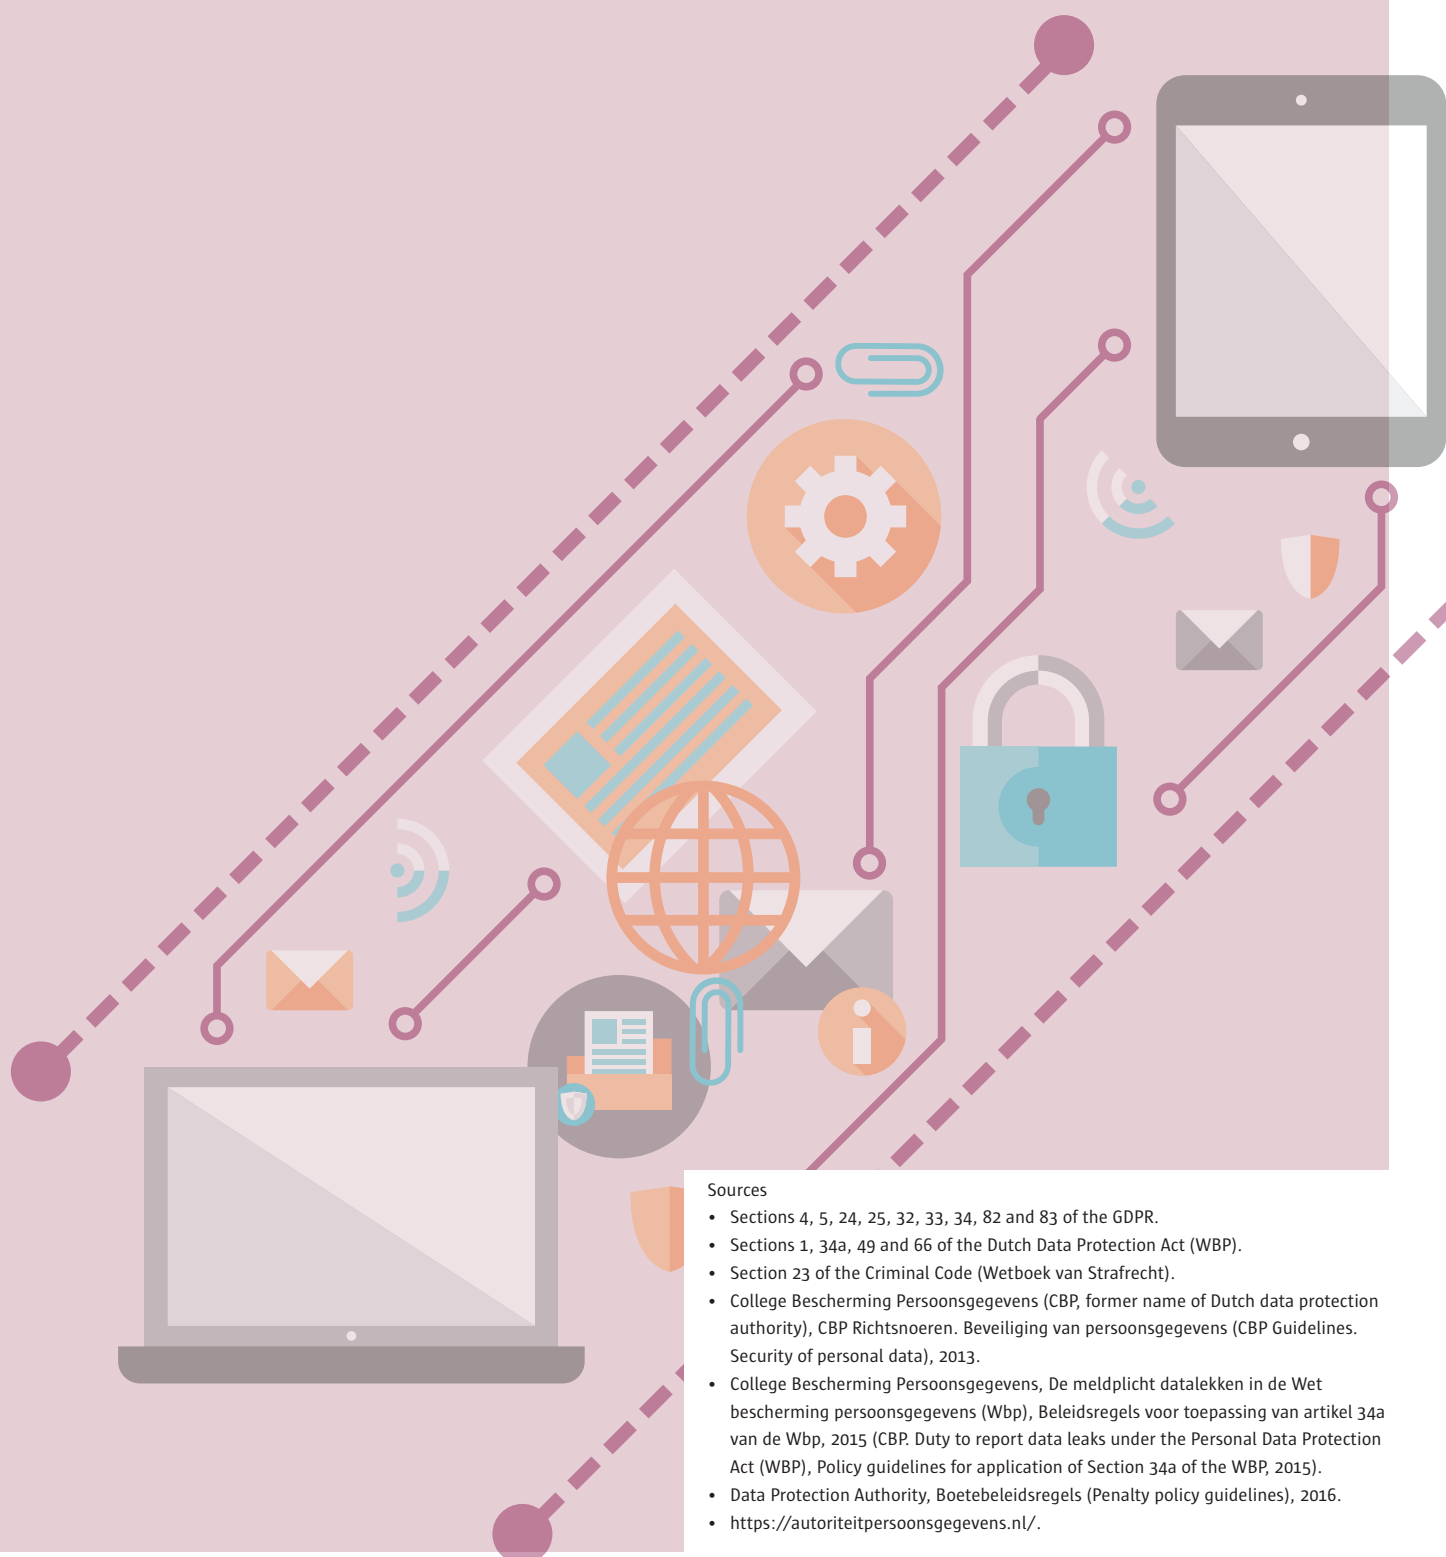 Sources
• Sections 4, 5, 24, 25, 32, 33, 34, 82 and 83 of the GDPR.
• Sections 1, 34a, 49 and 66 of the Dutch Data Protection Act (WBP).
• Section 23 of the Criminal Code (Wetboek van Strafrecht).
• College Bescherming Persoonsgegevens (CBP, former name of Dutch data protection
authority), CBP Richtsnoeren. Beveiliging van persoonsgegevens (CBP Guidelines.
Security of personal data), 2013.
• College Bescherming Persoonsgegevens, De meldplicht datalekken in de Wet
bescherming persoonsgegevens (Wbp), Beleidsregels voor toepassing van artikel 34a
van de Wbp, 2015 (CBP. Duty to report data leaks under the Personal Data Protection
Act (WBP), Policy guidelines for application of Section 34a of the WBP, 2015).
• Data Protection Authority, Boetebeleidsregels (Penalty policy guidelines), 2016.
• https://autoriteitpersoonsgegevens.nl/.